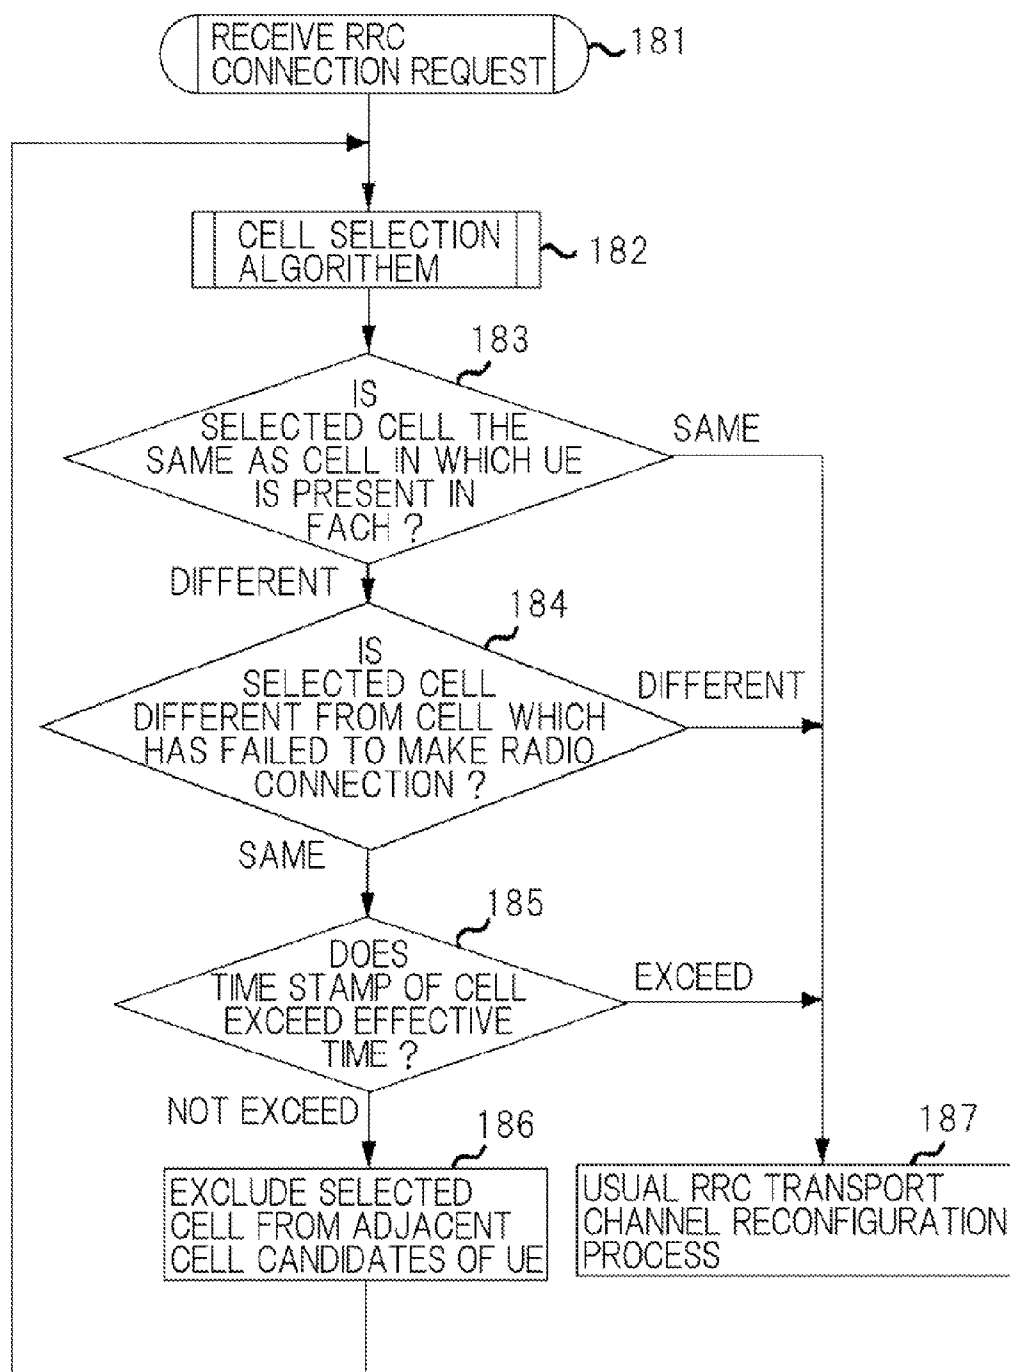 RECEIVE RRC
CONNECTION REQUEST
181
CELL SELECTION
ALGORITHEM
182
183
IS
SELECTED CELL THE
SAME AS CELL IN WHICH UE
IS PRESENT IN
FACH ?
SAME
DIFFERENT
184
IS
SELECTED CELL
DIFFERENT FROM CELL WHICH
HAS FAILED TO MAKE RADIO
CONNECTION ?
DIFFERENT
SAME
185
DOES
TIME STAMP OF CELL
EXCEED EFFECTIVE
TIME ?
EXCEED
NOT EXCEED
186
EXCLUDE SELECTED
CELL FROM ADJACENT
CELL CANDIDATES OF UE
187
USUAL RRC TRANSPORT
CHANNEL RECONFIGURATION
PROCESS